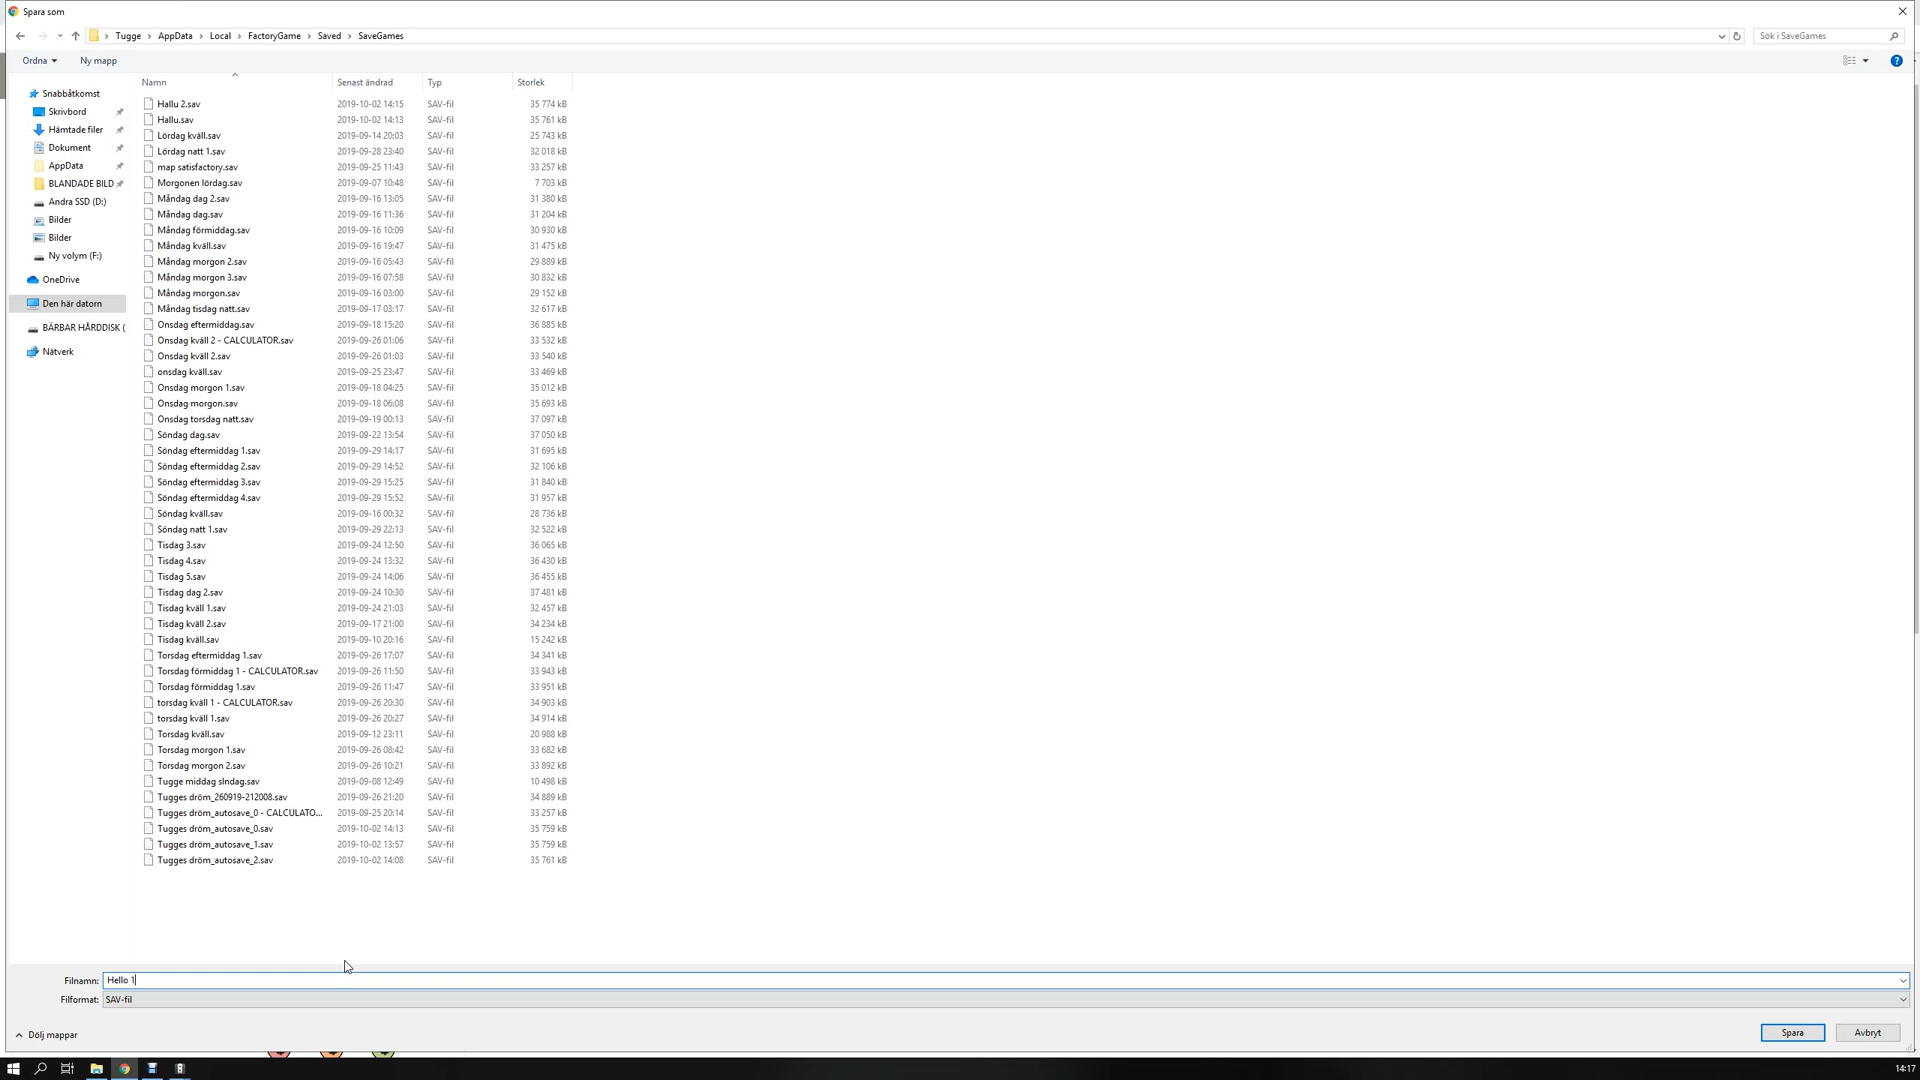 Spara som
Tugge > AppData > Local > FactoryGame > Saved > SaveGames
Sök i SaveGames
Ordna
Ny mapp
Namn Senast ändrad Typ Storlek
Snabbåtkomst
Skrivbord
Hämtade filer
Dokument
AppData
BLANDADE BILD
Andra SSD (D:)
Bilder
Bilder
Ny volym (F:)
OneDrive
Den här datorn
BÄRBAR HÅRDDISK (
Nätverk
Hallu 2.sav 2019-10-02 14:15 SAV-fil 35 774 kB
Hallu.sav 2019-10-02 14:13 SAV-fil 35 761 kB
Lördag kväll.sav 2019-09-14 20:03 SAV-fil 25 743 kB
Lördag natt 1.sav 2019-09-28 23:40 SAV-fil 32 018 kB
map satisfactory.sav 2019-09-25 11:43 SAV-fil 33 257 kB
Morgonen lördag.sav 2019-09-07 10:48 SAV-fil 7 703 kB
Måndag dag 2.sav 2019-09-16 13:05 SAV-fil 31 380 kB
Måndag dag.sav 2019-09-16 11:36 SAV-fil 31 204 kB
Måndag förmiddag.sav 2019-09-16 10:09 SAV-fil 30 930 kB
Måndag kväll.sav 2019-09-16 19:47 SAV-fil 31 475 kB
Måndag morgon 2.sav 2019-09-16 05:43 SAV-fil 29 889 kB
Måndag morgon 3.sav 2019-09-16 07:58 SAV-fil 30 832 kB
Måndag morgon.sav 2019-09-16 03:00 SAV-fil 29 152 kB
Måndag tisdag natt.sav 2019-09-17 03:17 SAV-fil 32 617 kB
Onsdag eftermiddag.sav 2019-09-18 15:20 SAV-fil 36 885 kB
Onsdag kväll 2 - CALCULATOR.sav 2019-09-26 01:06 SAV-fil 33 532 kB
Onsdag kväll 2.sav 2019-09-26 01:03 SAV-fil 33 540 kB
onsdag kväll.sav 2019-09-25 23:47 SAV-fil 33 469 kB
Onsdag morgon 1.sav 2019-09-18 04:25 SAV-fil 35 012 kB
Onsdag morgon.sav 2019-09-18 06:08 SAV-fil 35 693 kB
Onsdag torsdag natt.sav 2019-09-19 00:13 SAV-fil 37 097 kB
Söndag dag.sav 2019-09-22 13:54 SAV-fil 37 050 kB
Söndag eftermiddag 1.sav 2019-09-29 14:17 SAV-fil 31 695 kB
Söndag eftermiddag 2.sav 2019-09-29 14:52 SAV-fil 32 106 kB
Söndag eftermiddag 3.sav 2019-09-29 15:25 SAV-fil 31 840 kB
Söndag eftermiddag 4.sav 2019-09-29 15:52 SAV-fil 31 957 kB
Söndag kväll.sav 2019-09-16 00:32 SAV-fil 28 736 kB
Söndag natt 1.sav 2019-09-29 22:13 SAV-fil 32 522 kB
Tisdag 3.sav 2019-09-24 12:50 SAV-fil 36 065 kB
Tisdag 4.sav 2019-09-24 13:32 SAV-fil 36 430 kB
Tisdag 5.sav 2019-09-24 14:06 SAV-fil 36 455 kB
Tisdag dag 2.sav 2019-09-24 10:30 SAV-fil 37 481 kB
Tisdag kväll 1.sav 2019-09-24 21:03 SAV-fil 32 457 kB
Tisdag kväll 2.sav 2019-09-17 21:00 SAV-fil 34 234 kB
Tisdag kväll.sav 2019-09-10 20:16 SAV-fil 15 242 kB
Torsdag eftermiddag 1.sav 2019-09-26 17:07 SAV-fil 34 341 kB
Torsdag förmiddag 1 - CALCULATOR.sav 2019-09-26 11:50 SAV-fil 33 943 kB
Torsdag förmiddag 1.sav 2019-09-26 11:47 SAV-fil 33 951 kB
torsdag kväll 1 - CALCULATOR.sav 2019-09-26 20:30 SAV-fil 34 903 kB
torsdag kväll 1.sav 2019-09-26 20:27 SAV-fil 34 914 kB
Torsdag kväll.sav 2019-09-12 23:11 SAV-fil 20 988 kB
Torsdag morgon 1.sav 2019-09-26 08:42 SAV-fil 33 682 kB
Torsdag morgon 2.sav 2019-09-26 10:21 SAV-fil 33 892 kB
Tugge middag slndag.sav 2019-09-08 12:49 SAV-fil 10 498 kB
Tugges dröm_260919-212008.sav 2019-09-26 21:20 SAV-fil 34 889 kB
Tugges dröm_autosave_0 - CALCULATO... 2019-09-25 20:14 SAV-fil 33 257 kB
Tugges dröm_autosave_0.sav 2019-10-02 14:13 SAV-fil 35 759 kB
Tugges dröm_autosave_1.sav 2019-10-02 13:57 SAV-fil 35 759 kB
Tugges dröm_autosave_2.sav 2019-10-02 14:08 SAV-fil 35 761 kB
Filnamn: Hello 1
Filformat: SAV-fil
Dölj mappar
Spara
Avbryt
14:17